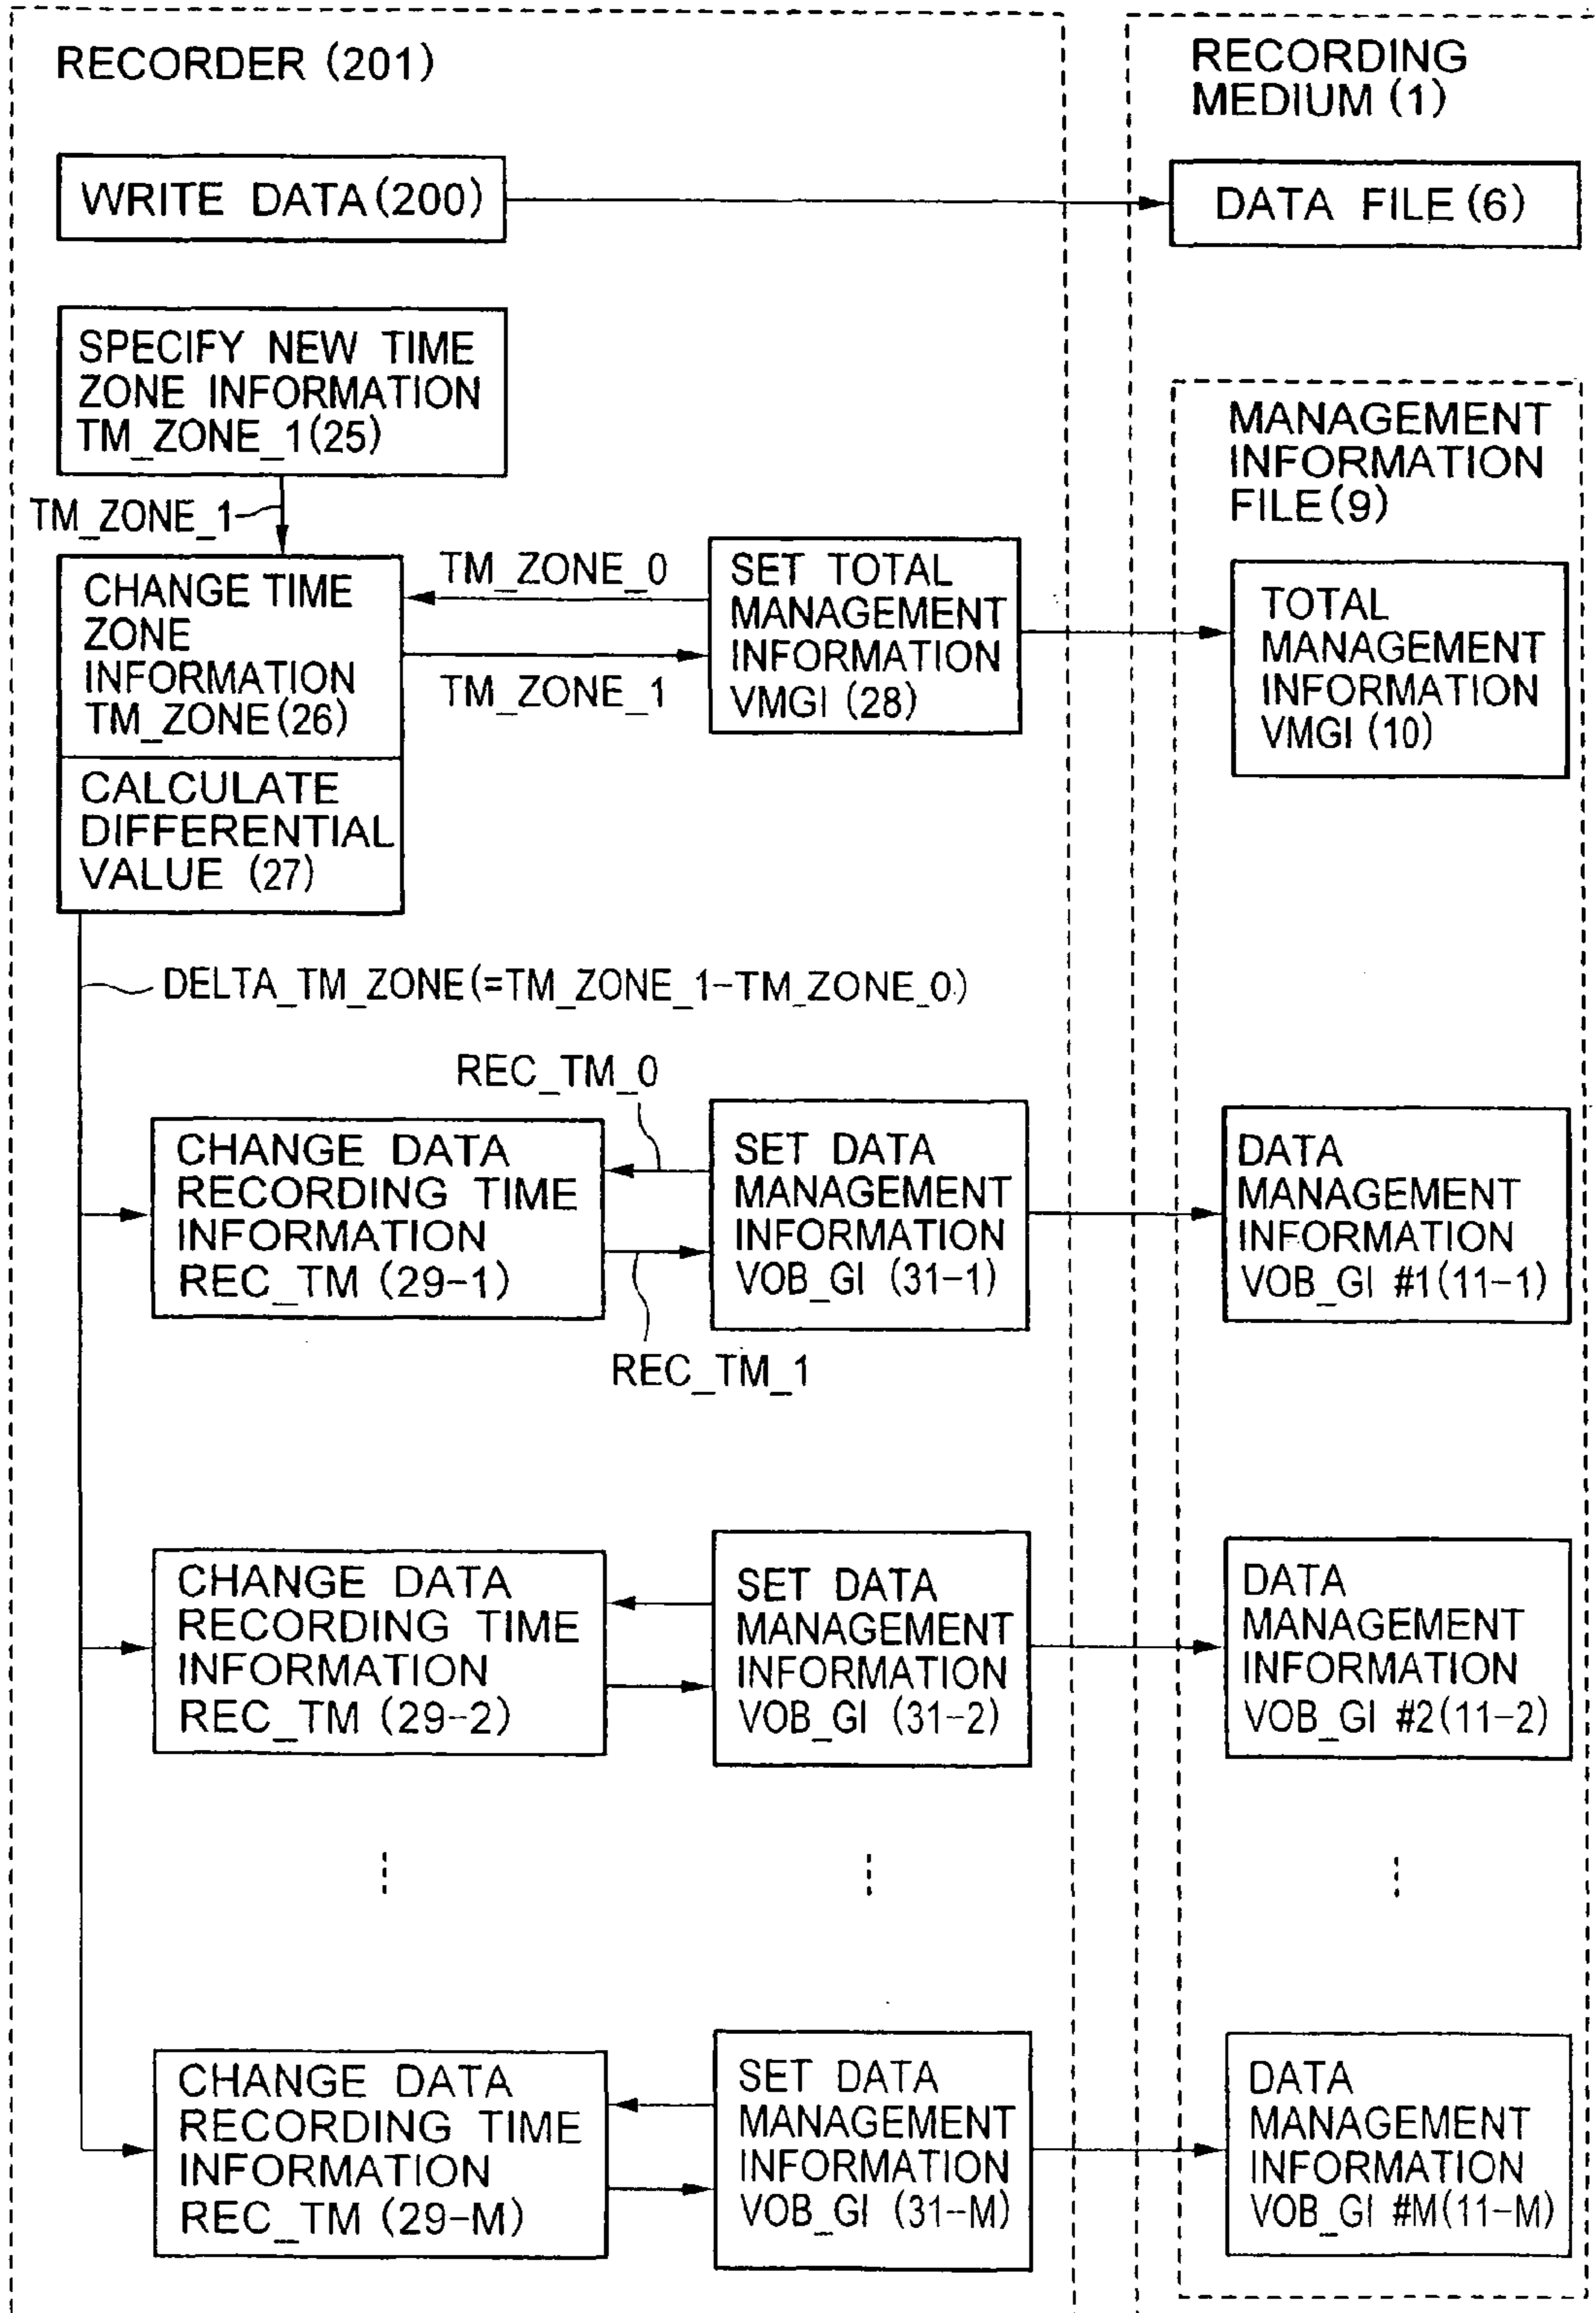 RECORDER (201)
RECORDING
MEDIUM (1)
WRITE DATA (200)
DATA FILE (6)
SPECIFY NEW TIME
ZONE INFORMATION
TM_ZONE_1(25)
MANAGEMENT
INFORMATION
FILE (9)
TM_ZONE_1
CHANGE TIME
ZONE
INFORMATION
TM_ZONE(26)
TM_ZONE_0
TM_ZONE_1
SET TOTAL
MANAGEMENT
INFORMATION
VMGI (28)
TOTAL
MANAGEMENT
INFORMATION
VMGI (10)
CALCULATE
DIFFERENTIAL
VALUE (27)
DELTA_TM_ZONE(=TM_ZONE_1-TM_ZONE_0)
REC_TM_0
CHANGE DATA
RECORDING TIME
INFORMATION
REC_TM (29-1)
SET DATA
MANAGEMENT
INFORMATION
VOB_GI (31-1)
DATA
MANAGEMENT
INFORMATION
VOB_GI #1(11-1)
REC_TM_1
CHANGE DATA
RECORDING TIME
INFORMATION
REC_TM (29-2)
SET DATA
MANAGEMENT
INFORMATION
VOB_GI (31-2)
DATA
MANAGEMENT
INFORMATION
VOB_GI #2(11-2)
CHANGE DATA
RECORDING TIME
INFORMATION
REC_TM (29-M)
SET DATA
MANAGEMENT
INFORMATION
VOB_GI (31-M)
DATA
MANAGEMENT
INFORMATION
VOB_GI #M(11-M)